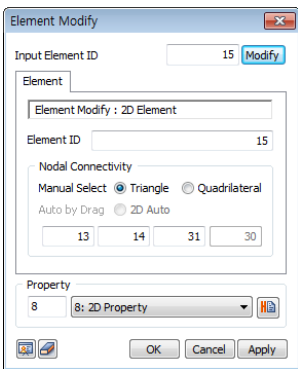 Element Modify
Input Element ID 15 Modify
Element
Element Modify : 2D Element
Element ID 15
Nodal Connectivity
Manual Select Triangle Quadrilateral
Auto by Drag 2D Auto
13 14 31 30
Property
8 8: 2D Property
OK Cancel Apply